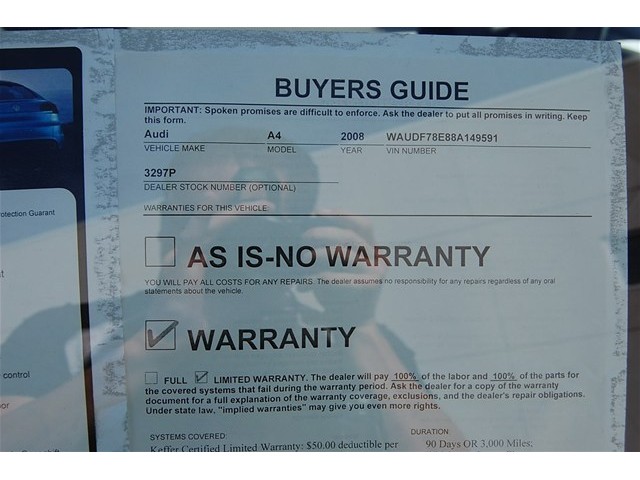 BUYERS GUIDE
IMPORTANT: Spoken promises are difficult to enforce. Ask the dealer to put all promises in writing. Keep
this form.
Audi A4 2008 WAUDF78E88A149591
VEHICLE MAKE MODEL YEAR VIN NUMBER
3297P
DEALER STOCK NUMBER (OPTIONAL)
WARRANTIES FOR THIS VEHICLE:
AS IS-NO WARRANTY
YOU WILL PAY ALL COSTS FOR ANY REPAIRS. The dealer assumes no responsibility for any repairs regardless of any oral
statements about the vehicle.
WARRANTY
FULL LIMITED WARRANTY. The dealer will pay 100% of the labor and 100% of the parts for
the covered systems that fail during the warranty period. Ask the dealer for a copy of the warranty
document for a full explanation of the warranty coverage, exclusions, and the dealer's repair obligations.
Under state law, "implied warranties" may give you even more rights.
SYSTEMS COVERED: DURATION
Keffer Certified Limited Warranty: $50.00 deductible per 90 Days OR 3,000 Miles;
rotection Guarant
control